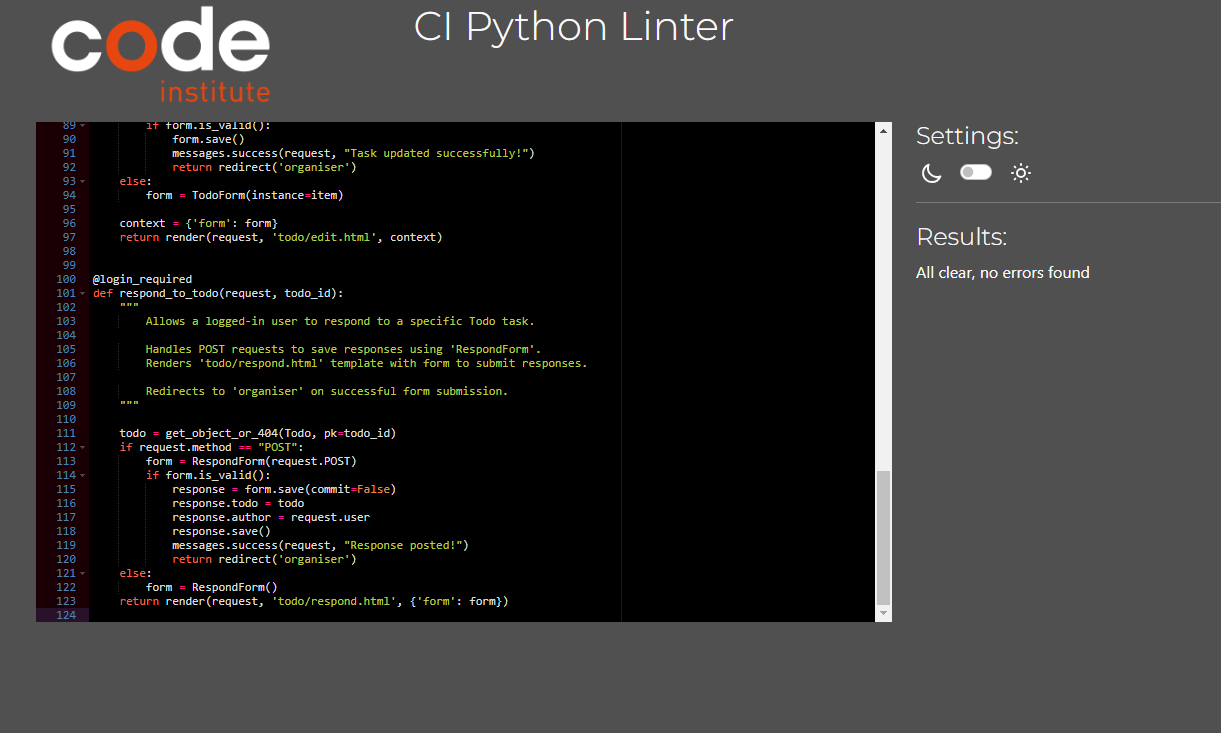 code
institute
CI Python Linter
89 if form.is_valid():
90 form.save()
91 messages.success(request, "Task updated successfully!")
92 return redirect('organiser')
93 else:
94 form = TodoForm(instance=item)
95
96 context = {'form': form}
97 return render(request, 'todo/edit.html', context)
98
99
100 @login_required
101 def respond_to_todo(request, todo_id):
102 """
103 Allows a logged-in user to respond to a specific Todo task.
104
105 Handles POST requests to save responses using 'RespondForm'.
106 Renders 'todo/respond.html' template with form to submit responses.
107
108 Redirects to 'organiser' on successful form submission.
109 """
110
111 todo = get_object_or_404(Todo, pk=todo_id)
112 if request.method == "POST":
113 form = RespondForm(request.POST)
114 if form.is_valid():
115 response = form.save(commit=False)
116 response.todo = todo
117 response.author = request.user
118 response.save()
119 messages.success(request, "Response posted!")
120 return redirect('organiser')
121 else:
122 form = RespondForm()
123 return render(request, 'todo/respond.html', {'form': form})
124
Settings:
Results:
All clear, no errors found